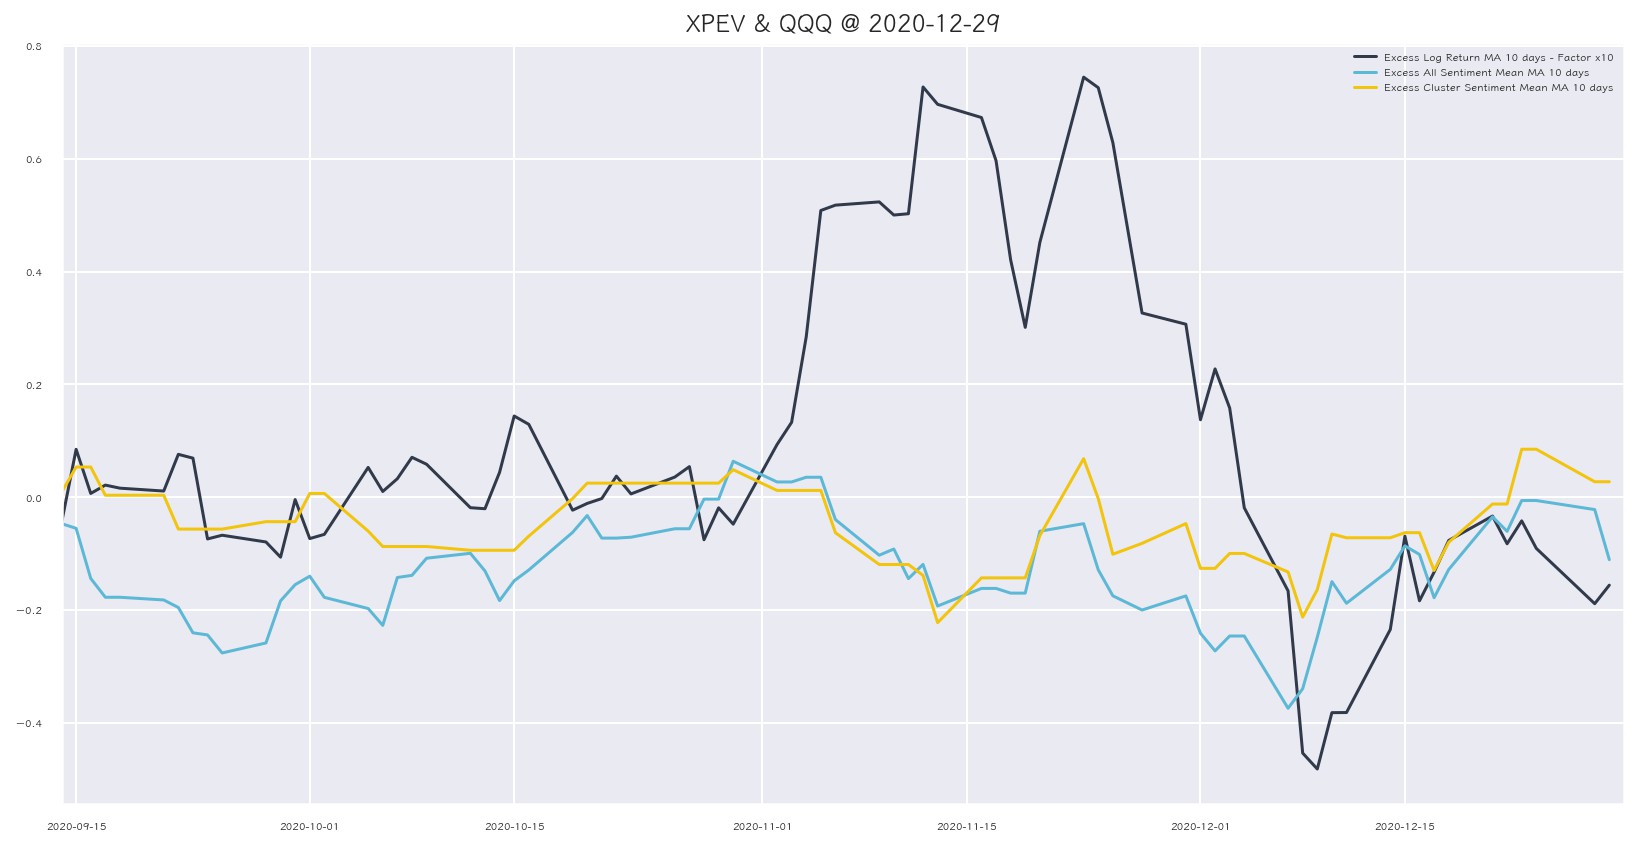 XPEV & QQQ @ 2020-12-29
Excess Log Return MA 10 days - Factor x10
Excess All Sentiment Mean MA 10 days
Excess Cluster Sentiment Mean MA 10 days
0.8
0.6
0.4
0.2
0.0
−0.2
−0.4
2020-09-15 2020-10-01 2020-10-15 2020-11-01 2020-11-15 2020-12-01 2020-12-15